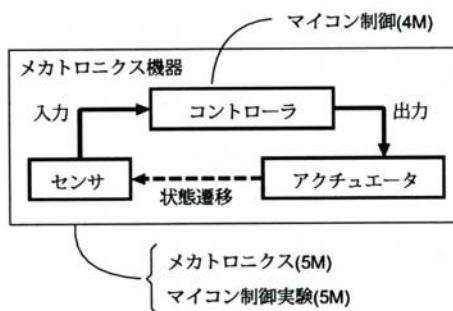 マイコン制御(4M)
メカトロニクス機器
入力
コントローラ
出力
センサ
状態遷移
アクチュエータ
メカトロニクス(5M)
マイコン制御実験(5M)